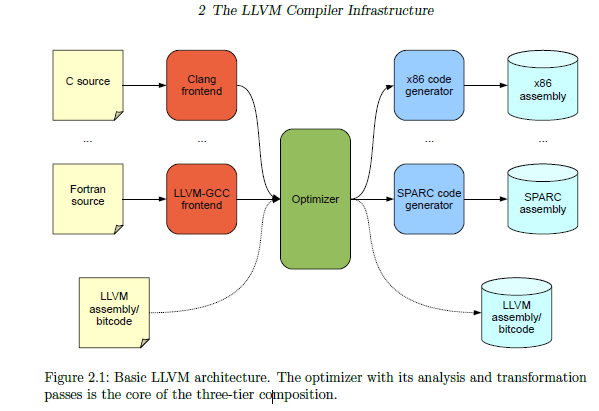 2 The LLVM Compiler Infrastructure
C source
Clang
frontend
x86 code
generator
x86
assembly
...
...
...
...
Fortran
source
LLVM-GCC
frontend
Optimizer
SPARC code
generator
SPARC
assembly
LLVM
assembly/
bitcode
LLVM
assembly/
bitcode
Figure 2.1: Basic LLVM architecture. The optimizer with its analysis and transformation
passes is the core of the three-tier composition.